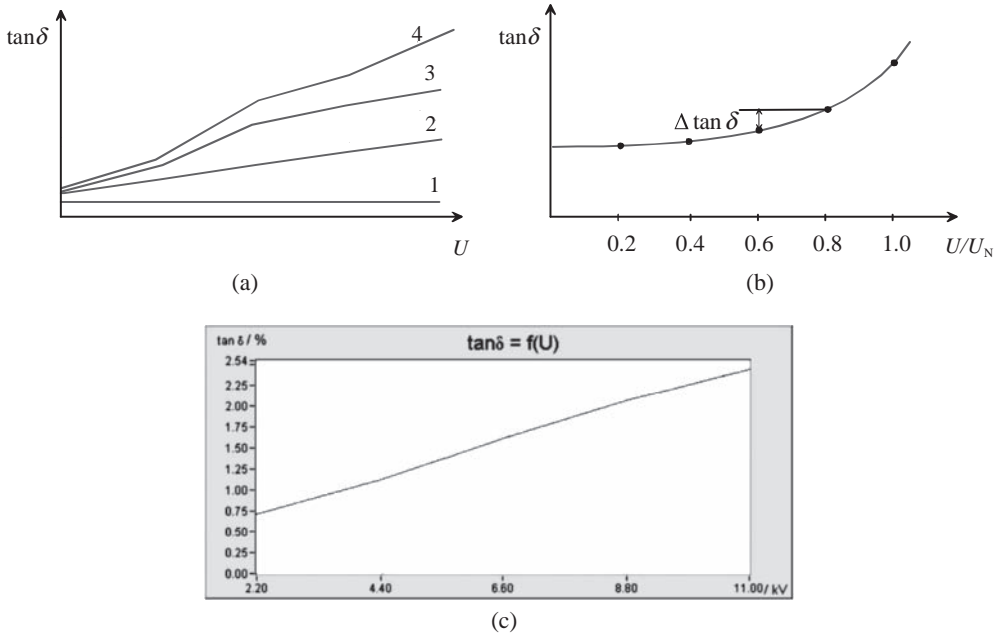 tanδ
4
3
2
1
U
(a)
tanδ
Δ tan δ
0.2 0.4 0.6 0.8 1.0 U/U_N
(b)
tan δ / %
tanδ = f(U)
2.54
2.25
2.00
1.75
1.50
1.25
1.00
0.75
0.50
0.25
0.00
2.20 4.40 6.60 8.80 11.00 / kV
(c)